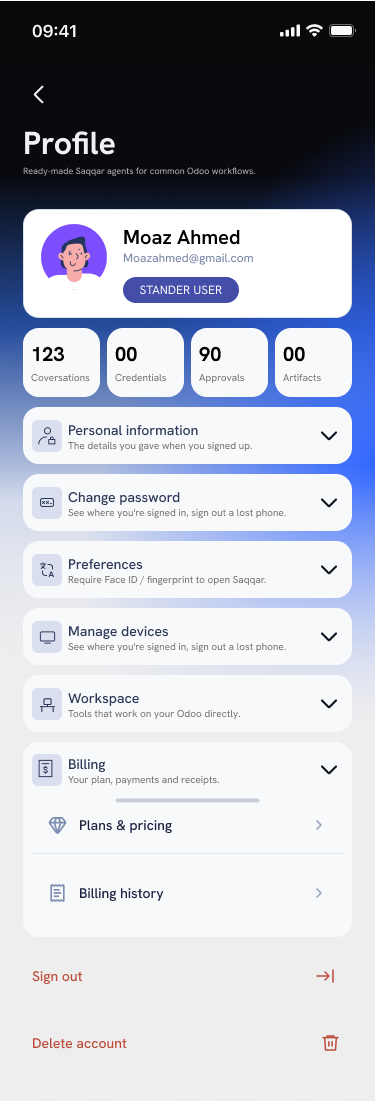 09:41
Profile
Ready-made Saqqar agents for common Odoo workflows.
Moaz Ahmed
Moazahmed@gmail.com
STANDER USER
123
Coversations
00
Credentials
90
Approvals
00
Artifacts
Personal information
The details you gave when you signed up.
Change password
See where you're signed in, sign out a lost phone.
Preferences
Require Face ID / fingerprint to open Saqqar.
Manage devices
See where you're signed in, sign out a lost phone.
Workspace
Tools that work on your Odoo directly.
Billing
Your plan, payments and receipts.
Plans & pricing
Billing history
Sign out
Delete account